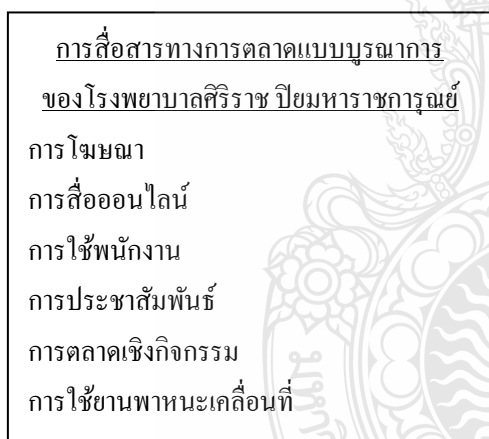 การสื่อสารทางการตลาดแบบบูรณาการ
ของโรงพยาบาลศิริราช ปิยมหาราชการุณย์
การโฆษณา
การสื่อออนไลน์
การใช้พนักงาน
การประชาสัมพันธ์
การตลาดเชิงกิจกรรม
การใช้ยานพาหนะเคลื่อนที่